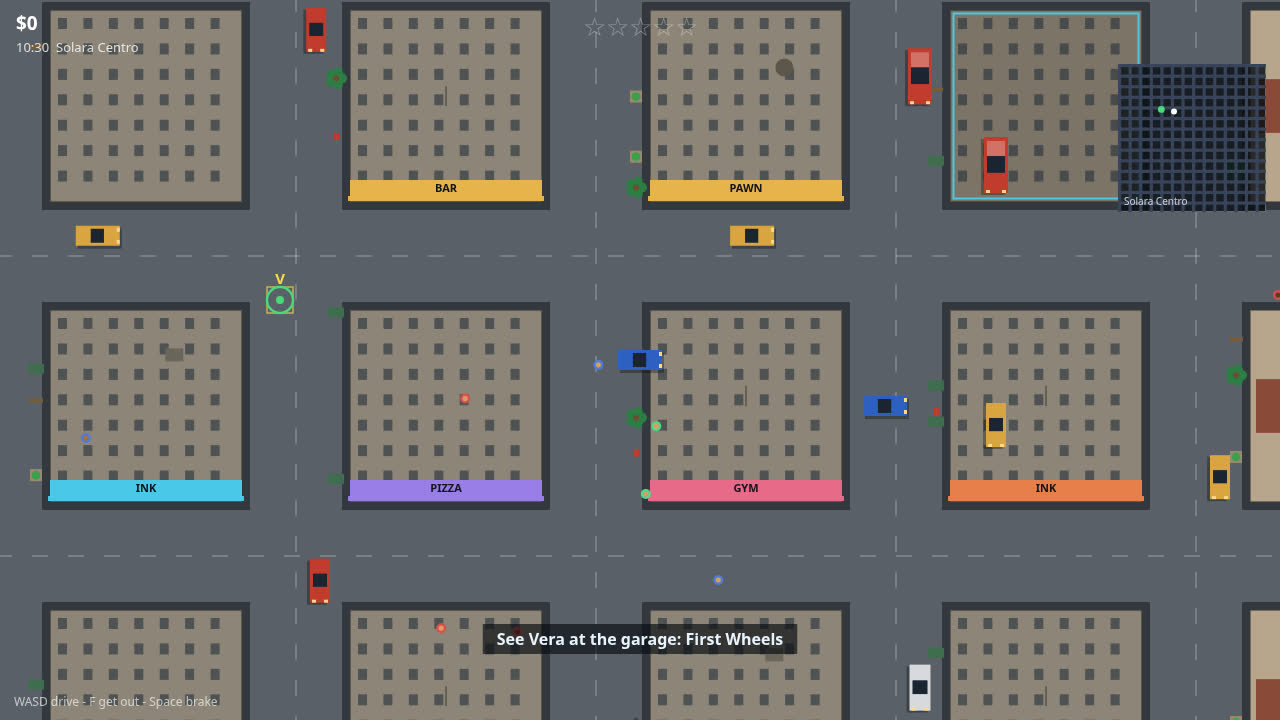 $0
10:30 Solara Centro
BAR
PAWN
Solara Centro
V
INK
PIZZA
GYM
INK
See Vera at the garage: First Wheels
WASD drive - F get out - Space brake